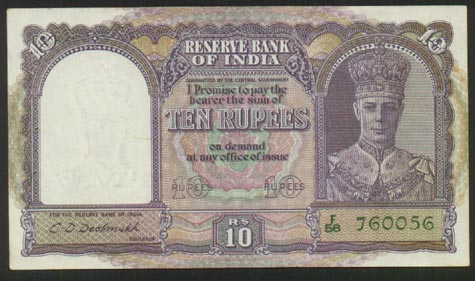 10
RESERVE BANK
OF INDIA
10
GUARANTEED BY THE CENTRAL GOVERNMENT
I Promise to pay the
bearer the sum of
TEN RUPEES
on demand
at any office of issue
10 RUPEES
10 RUPEES
FOR THE RESERVE BANK OF INDIA
C D Deshmukh
GOVERNOR
RS
10
F/56 760056